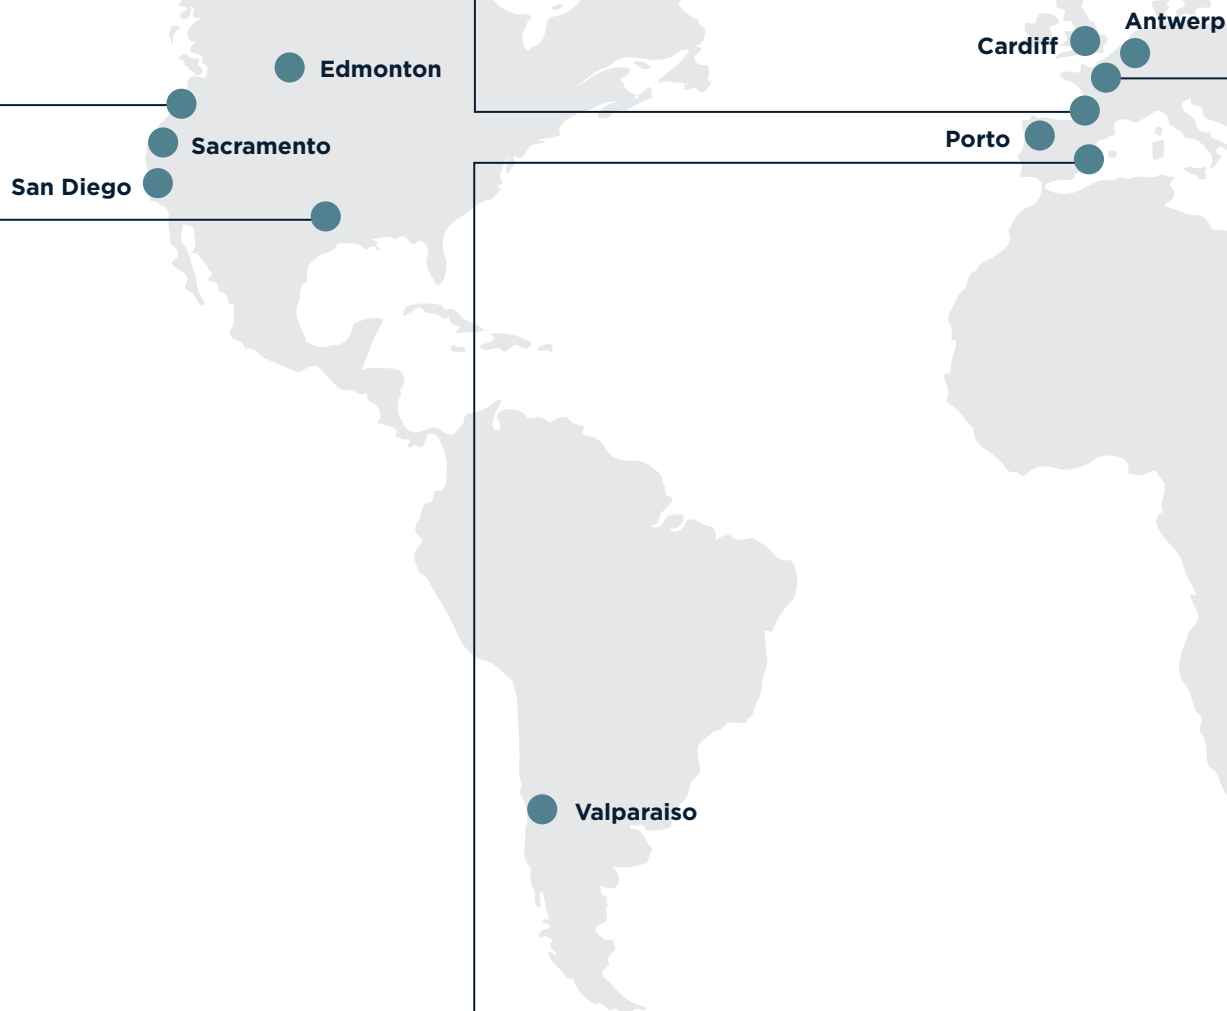 Antwerp
Cardiff
Edmonton
Porto
Sacramento
San Diego
Valparaiso